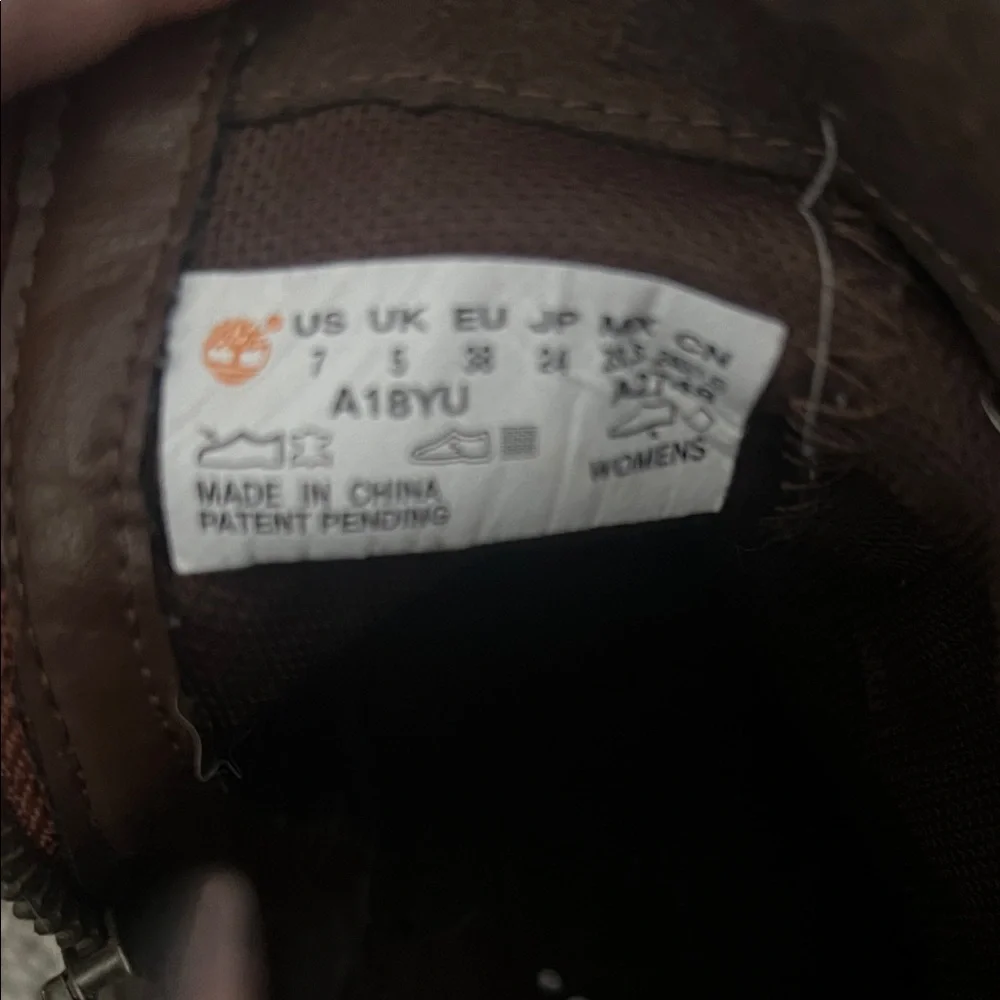 US UK EU JP MX CN
7 5 38 24
A18YU
WOMENS
MADE IN CHINA
PATENT PENDING